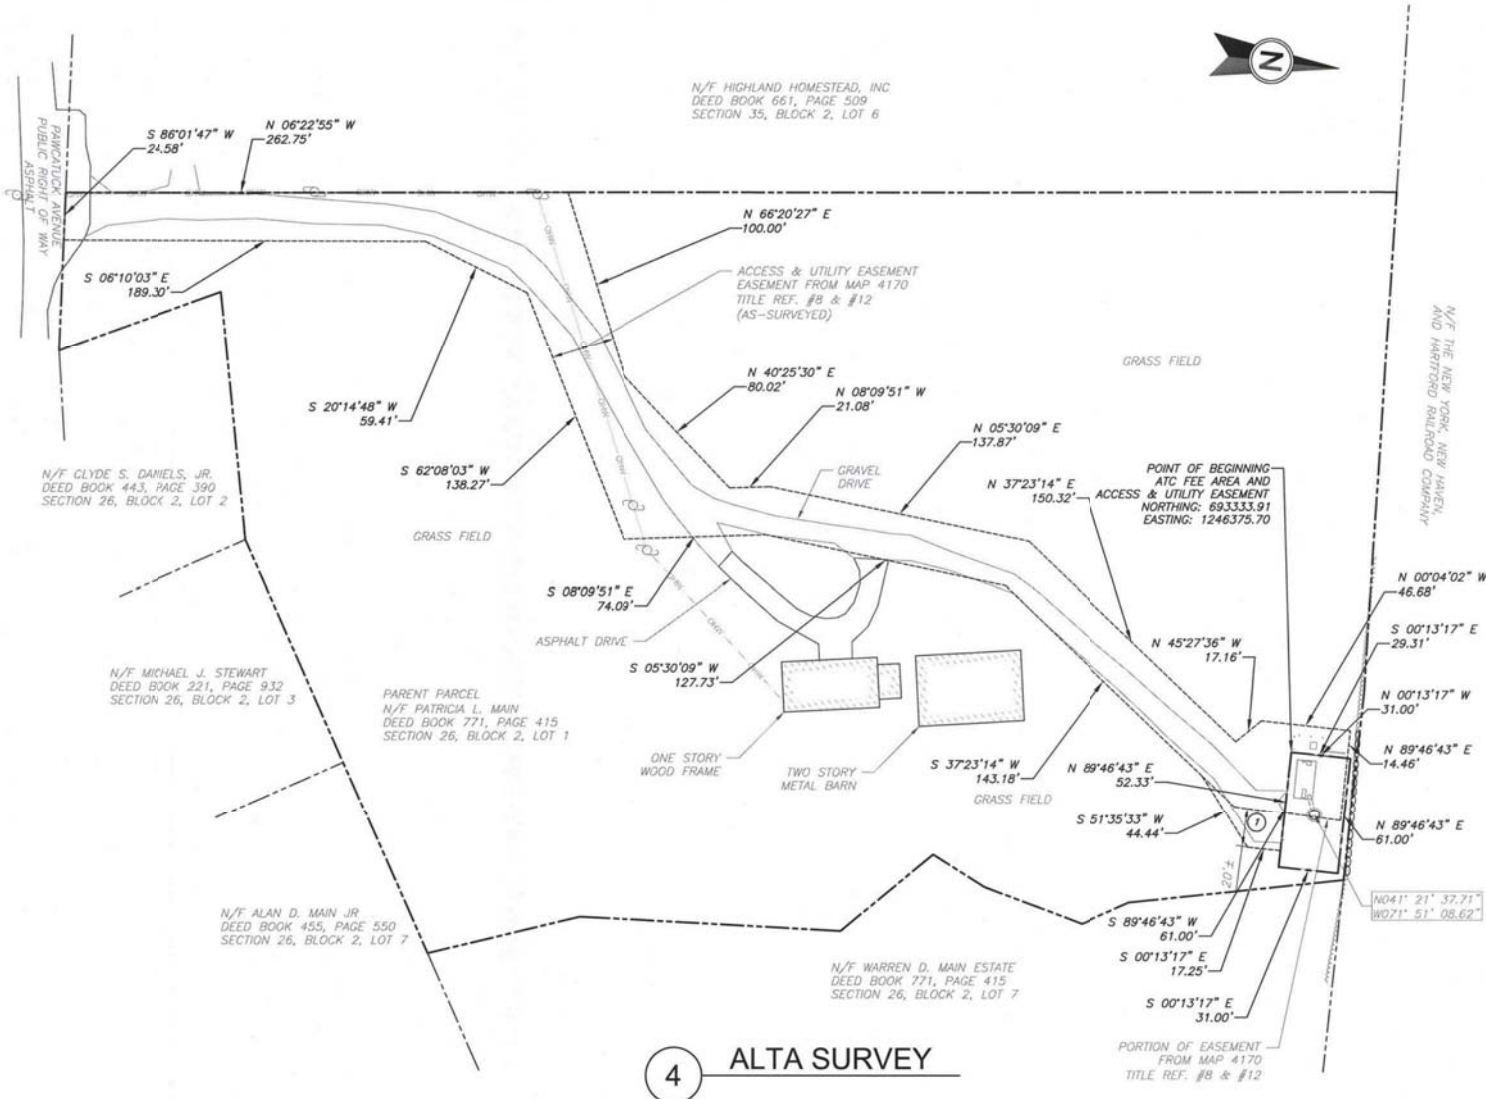 N
N/F HIGHLAND HOMESTEAD, INC
DEED BOOK 661, PAGE 509
SECTION 35, BLOCK 2, LOT 6
S 86°01'47" W
24.58'
N 06°22'55" W
262.75'
PAWCATUCK AVENUE
PUBLIC RIGHT OF WAY
ASPHALT
N 66°20'27" E
100.00'
S 06°10'03" E
189.30'
ACCESS & UTILITY EASEMENT
EASEMENT FROM MAP 4170
TITLE REF. #8 & #12
(AS-SURVEYED)
N/F THE NEW YORK, NEW HAVEN,
AND HARTFORD RAILROAD COMPANY
GRASS FIELD
N 40°25'30" E
80.02'
N 08°09'51" W
21.08'
S 20°14'48" W
59.41'
N 05°30'09" E
137.87'
S 62°08'03" W
138.27'
GRAVEL
DRIVE
N 37°23'14" E
150.32'
POINT OF BEGINNING
ATC FEE AREA AND
ACCESS & UTILITY EASEMENT
NORTHING: 693333.91
EASTING: 1246375.70
N/F CLYDE S. DANIELS, JR.
DEED BOOK 443, PAGE 390
SECTION 26, BLOCK 2, LOT 2
GRASS FIELD
N 00°04'02" W
46.68'
S 08°09'51" E
74.09'
ASPHALT DRIVE
S 00°13'17" E
29.31'
N 45°27'36" W
17.16'
S 05°30'09" W
127.73'
N/F MICHAEL J. STEWART
DEED BOOK 221, PAGE 932
SECTION 26, BLOCK 2, LOT 3
PARENT PARCEL
N/F PATRICIA L. MAIN
DEED BOOK 771, PAGE 415
SECTION 26, BLOCK 2, LOT 1
N 00°13'17" W
31.00'
N 89°46'43" E
14.46'
ONE STORY
WOOD FRAME
TWO STORY
METAL BARN
S 37°23'14" W
143.18'
GRASS FIELD
N 89°46'43" E
52.33'
S 51°35'33" W
44.44'
1
N 89°46'43" E
61.00'
20'±
N041° 21' 37.71"
W071° 51' 08.62"
N/F ALAN D. MAIN JR
DEED BOOK 455, PAGE 550
SECTION 26, BLOCK 2, LOT 7
S 89°46'43" W
61.00'
N/F WARREN D. MAIN ESTATE
DEED BOOK 771, PAGE 415
SECTION 26, BLOCK 2, LOT 7
S 00°13'17" E
17.25'
S 00°13'17" E
31.00'
PORTION OF EASEMENT
FROM MAP 4170
TITLE REF. #8 & #12
4 ALTA SURVEY
OHW
OHW
OHW
OHW
OHW
OHW